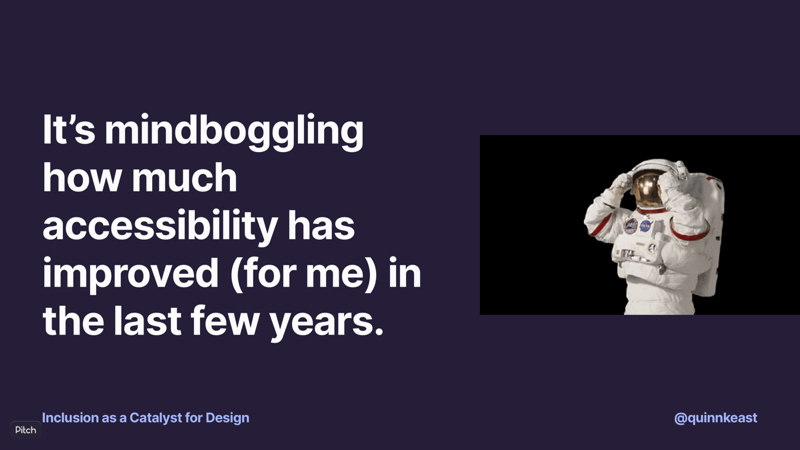 It’s mindboggling
how much
accessibility has
improved (for me) in
the last few years.
Inclusion as a Catalyst for Design
@quinnkeast
Pitch